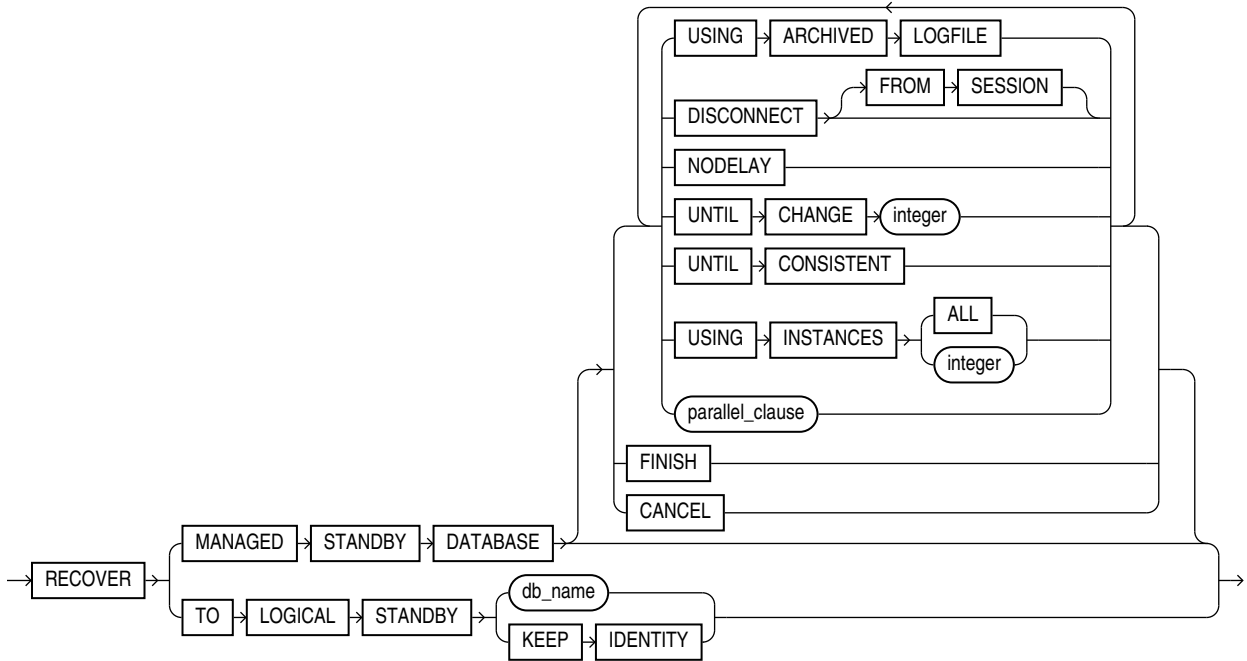 USING ARCHIVED LOGFILE
FROM SESSION
DISCONNECT
NODELAY
UNTIL CHANGE integer
UNTIL CONSISTENT
ALL
USING INSTANCES
integer
parallel_clause
FINISH
CANCEL
MANAGED STANDBY DATABASE
RECOVER
db_name
TO LOGICAL STANDBY
KEEP IDENTITY